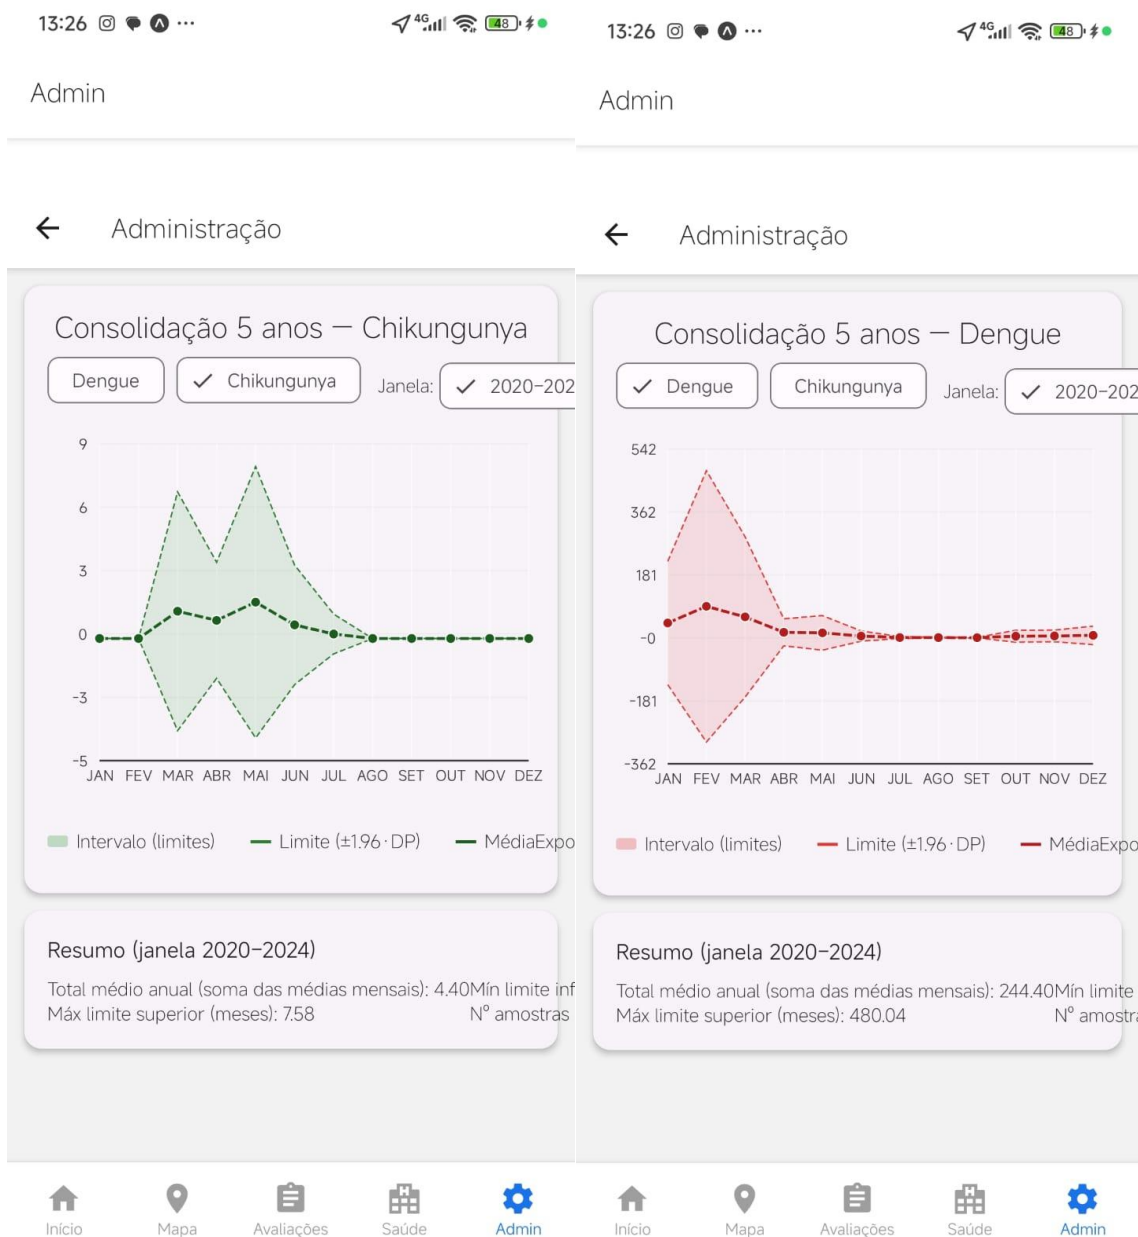 13:26 ...
4G 48
Admin
Administração
Consolidação 5 anos — Chikungunya
Dengue
Chikungunya
Janela:
2020-202
9
6
3
0
-3
-5
JAN FEV MAR ABR MAI JUN JUL AGO SET OUT NOV DEZ
Intervalo (limites)
Limite (±1.96·DP)
MédiaExpo
Resumo (janela 2020-2024)
Total médio anual (soma das médias mensais): 4.40Mín limite inf
Máx limite superior (meses): 7.58
Nº amostras
Início
Mapa
Avaliações
Saúde
Admin
13:26 ...
4G 48
Admin
Administração
Consolidação 5 anos — Dengue
Dengue
Chikungunya
Janela:
2020-202
542
362
181
-0
-181
-362
JAN FEV MAR ABR MAI JUN JUL AGO SET OUT NOV DEZ
Intervalo (limites)
Limite (±1.96·DP)
MédiaExpo
Resumo (janela 2020-2024)
Total médio anual (soma das médias mensais): 244.40Mín limite
Máx limite superior (meses): 480.04
Nº amostra
Início
Mapa
Avaliações
Saúde
Admin